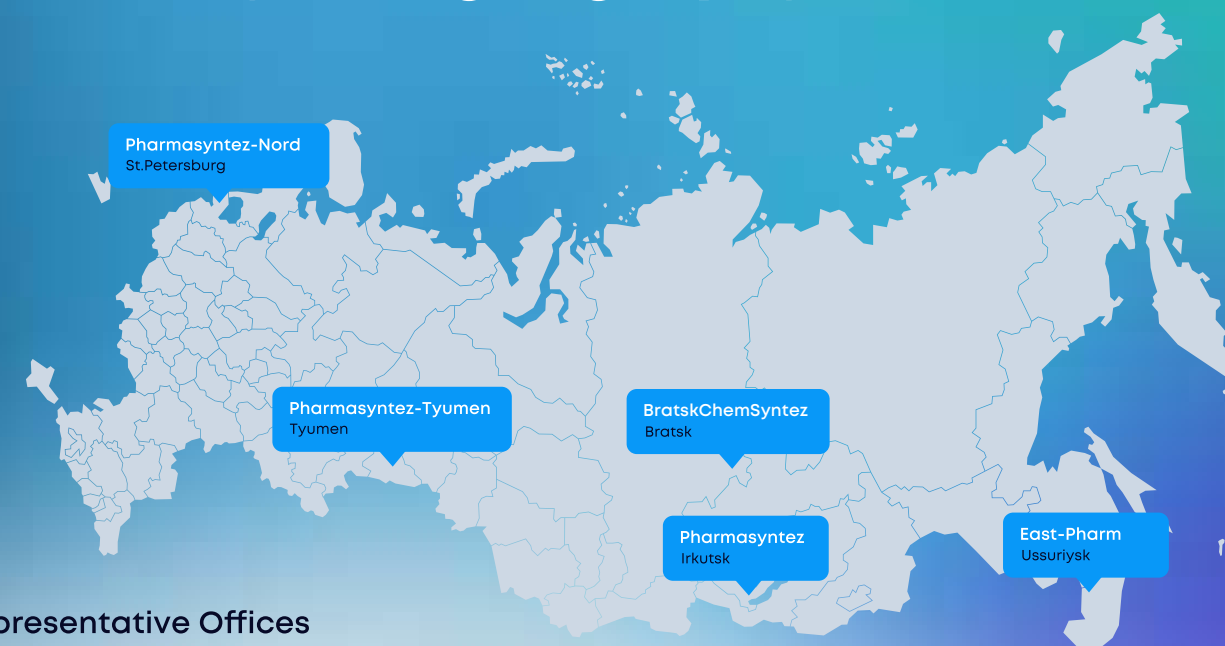 Pharmasyntez-Nord
St.Petersburg
Pharmasyntez-Tyumen
Tyumen
BratskChemSyntez
Bratsk
Pharmasyntez
Irkutsk
East-Pharm
Ussuriysk
presentative Offices